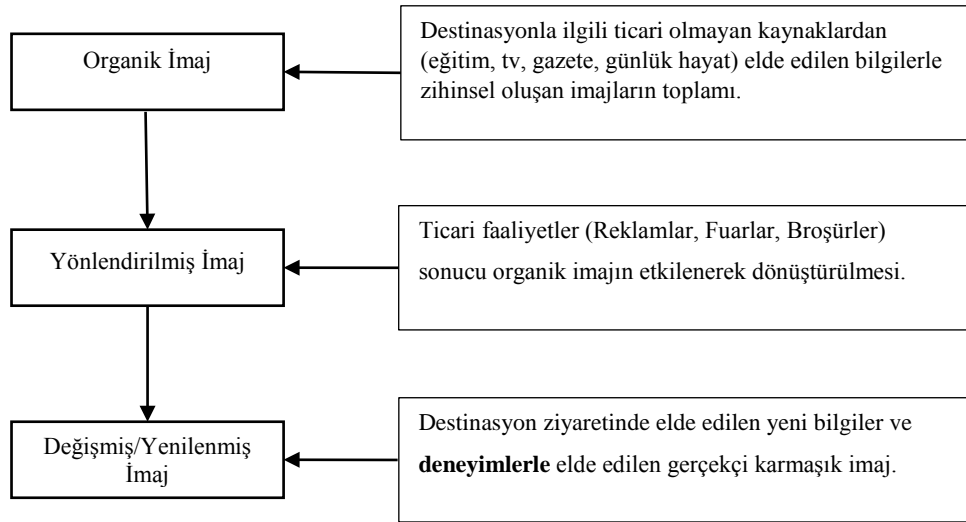 Organik İmaj
Destinasyonla ilgili ticari olmayan kaynaklardan
(eğitim, tv, gazete, günlük hayat) elde edilen bilgilerle
zihinsel oluşan imajların toplamı.
Yönlendirilmiş İmaj
Ticari faaliyetler (Reklamlar, Fuarlar, Broşürler)
sonucu organik imajın etkilenerek dönüştürülmesi.
Değişmiş/Yenilenmiş
İmaj
Destinasyon ziyaretinde elde edilen yeni bilgiler ve
deneyimlerle elde edilen gerçekçi karmaşık imaj.